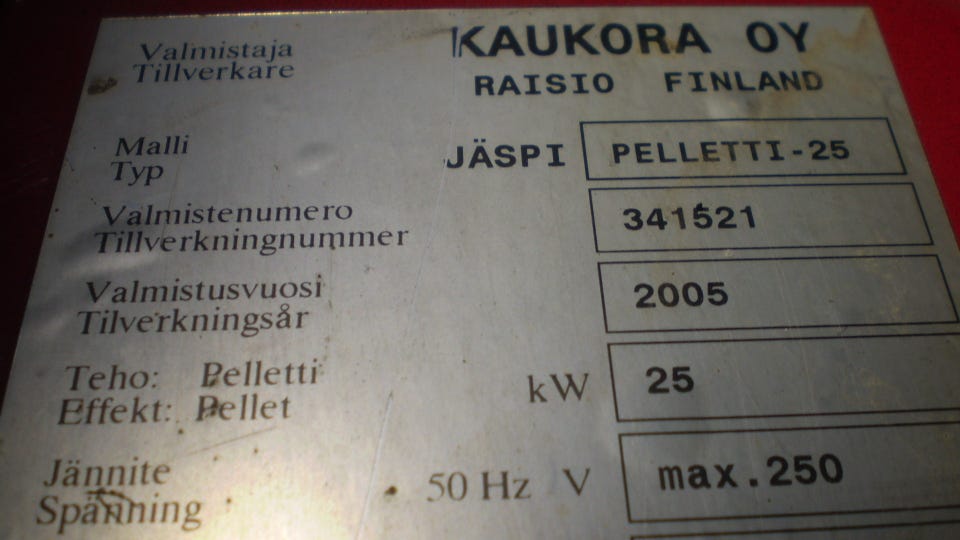 Valmistaja KAUKORA OY
Tillverkare RAISIO FINLAND
Malli JÄSPI PELLETTI-25
Typ
Valmistenumero 341521
Tillverkningnummer
Valmistusvuosi 2005
Tilverkningsår
Teho: Pelletti kW 25
Effekt: Pellet
Jännite 50 Hz V max.250
Spänning